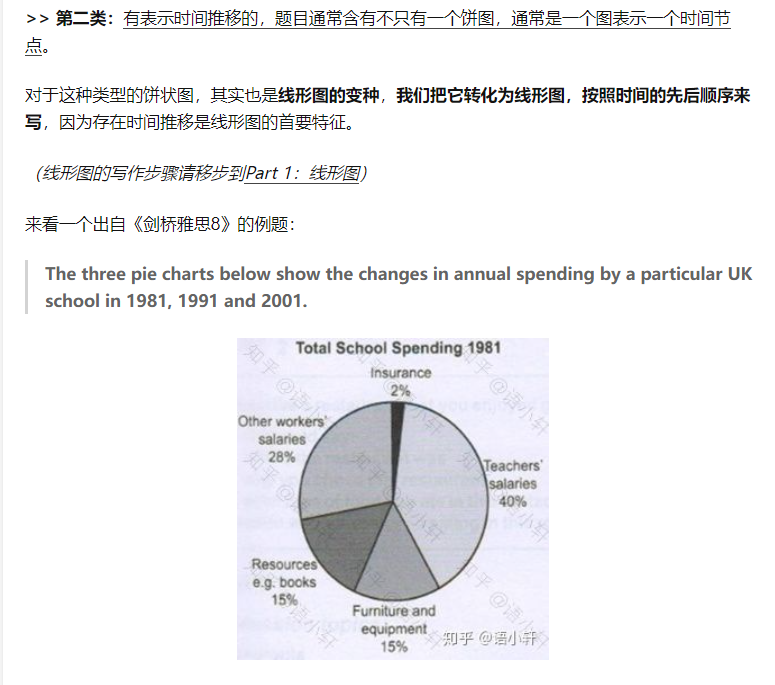 >> 第二类：有表示时间推移的，题目通常含有不只有一个饼图，通常是一个图表示一个时间节
点。
对于这种类型的饼状图，其实也是线形图的变种，我们把它转化为线形图，按照时间的先后顺序来
写，因为存在时间推移是线形图的首要特征。
（线形图的写作步骤请移步到Part 1：线形图）
来看一个出自《剑桥雅思8》的例题：
The three pie charts below show the changes in annual spending by a particular UK
school in 1981, 1991 and 2001.
Total School Spending 1981
Insurance
2%
Other workers'
salaries
28%
Teachers'
salaries
40%
Resources
e.g. books
15%
Furniture and
equipment
15%
知乎 @语小轩